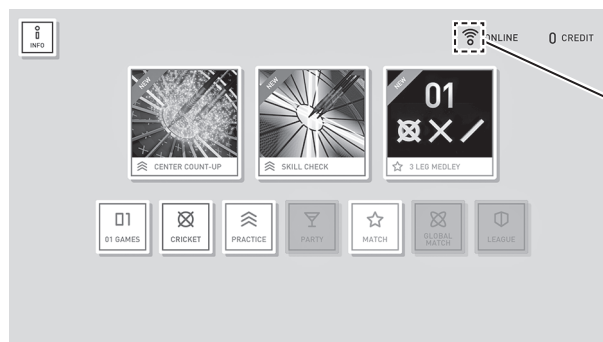 INFO
ONLINE
0 CREDIT
NEW
NEW
NEW
01
CENTER COUNT-UP
SKILL CHECK
3 LEG MEDLEY
01
01 GAMES
CRICKET
PRACTICE
PARTY
MATCH
GLOBAL
MATCH
LEAGUE